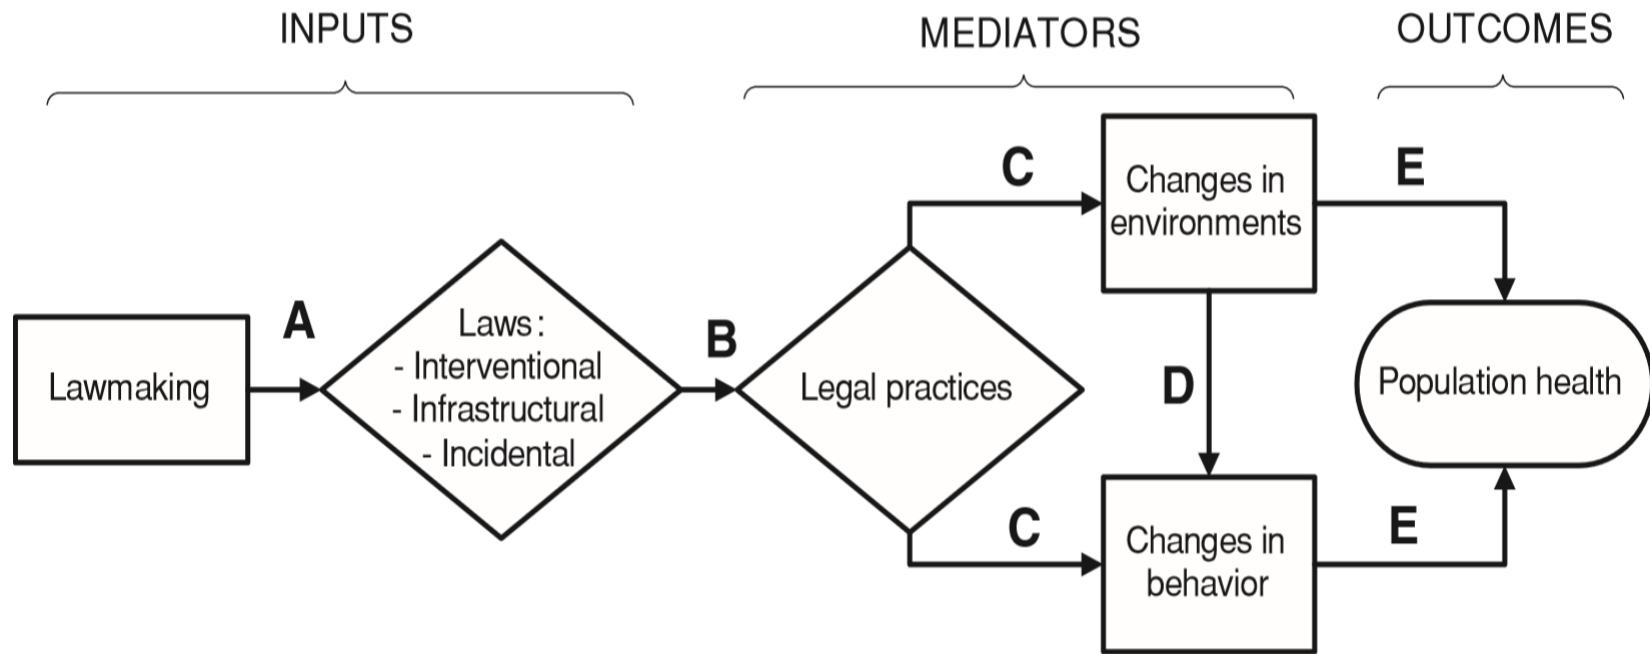 INPUTS
MEDIATORS
OUTCOMES
Lawmaking
A
Laws:
- Interventional
- Infrastructural
- Incidental
B
Legal practices
C
Changes in
environments
E
D
Population health
C
Changes in
behavior
E